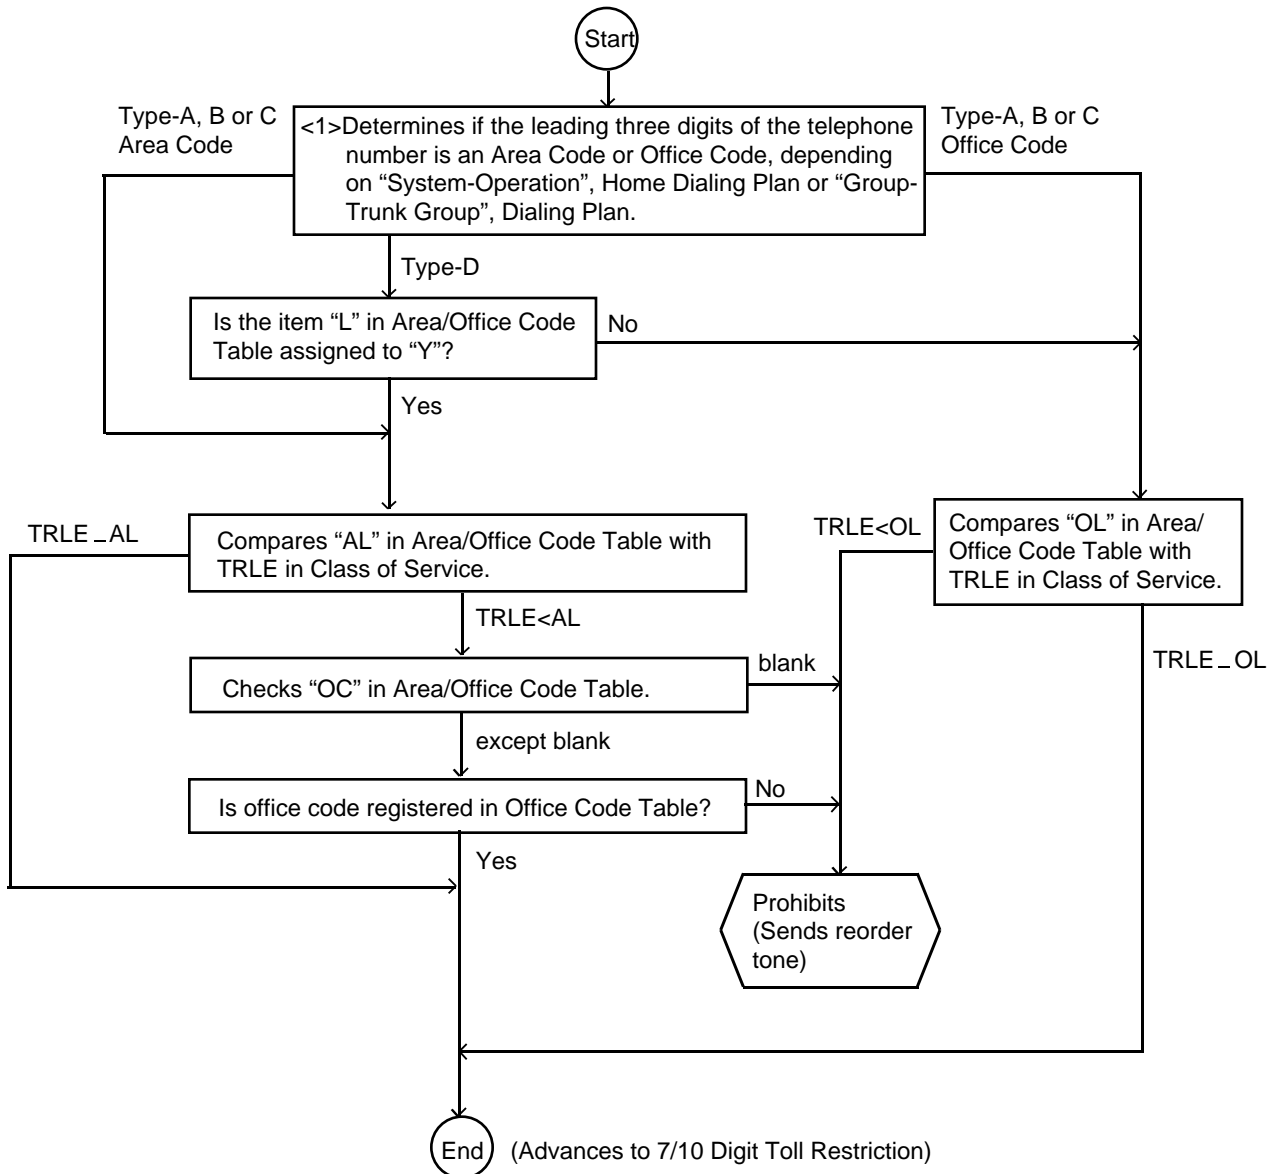 Start
Type-A, B or C
Area Code
<1>Determines if the leading three digits of the telephone
number is an Area Code or Office Code, depending
on “System-Operation”, Home Dialing Plan or “Group-
Trunk Group”, Dialing Plan.
Type-A, B or C
Office Code
Type-D
Is the item “L” in Area/Office Code
Table assigned to “Y”?
No
Yes
TRLE _ AL
Compares “AL” in Area/Office Code Table with
TRLE in Class of Service.
TRLE<OL
Compares “OL” in Area/
Office Code Table with
TRLE in Class of Service.
TRLE<AL
blank
TRLE _ OL
Checks “OC” in Area/Office Code Table.
except blank
Is office code registered in Office Code Table?
No
Yes
Prohibits
(Sends reorder
tone)
End
(Advances to 7/10 Digit Toll Restriction)